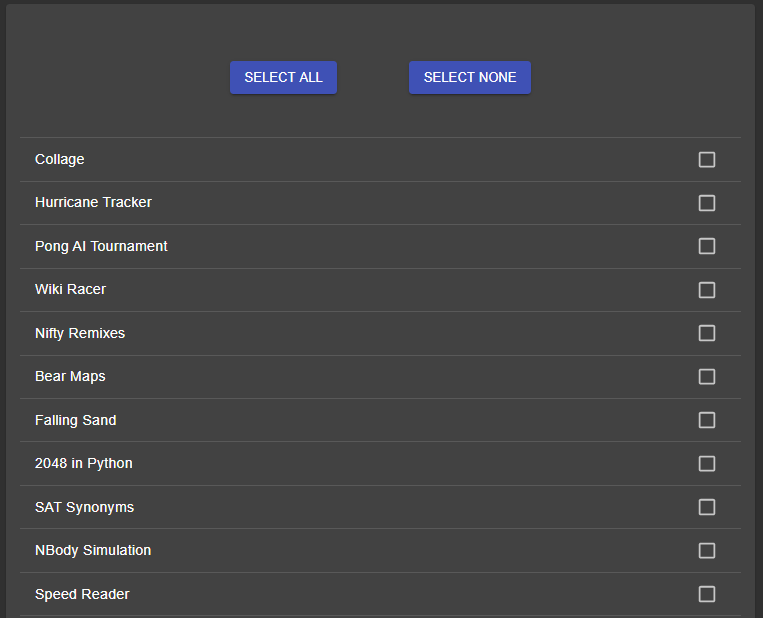 SELECT ALL SELECT NONE
Collage
Hurricane Tracker
Pong AI Tournament
Wiki Racer
Nifty Remixes
Bear Maps
Falling Sand
2048 in Python
SAT Synonyms
NBody Simulation
Speed Reader